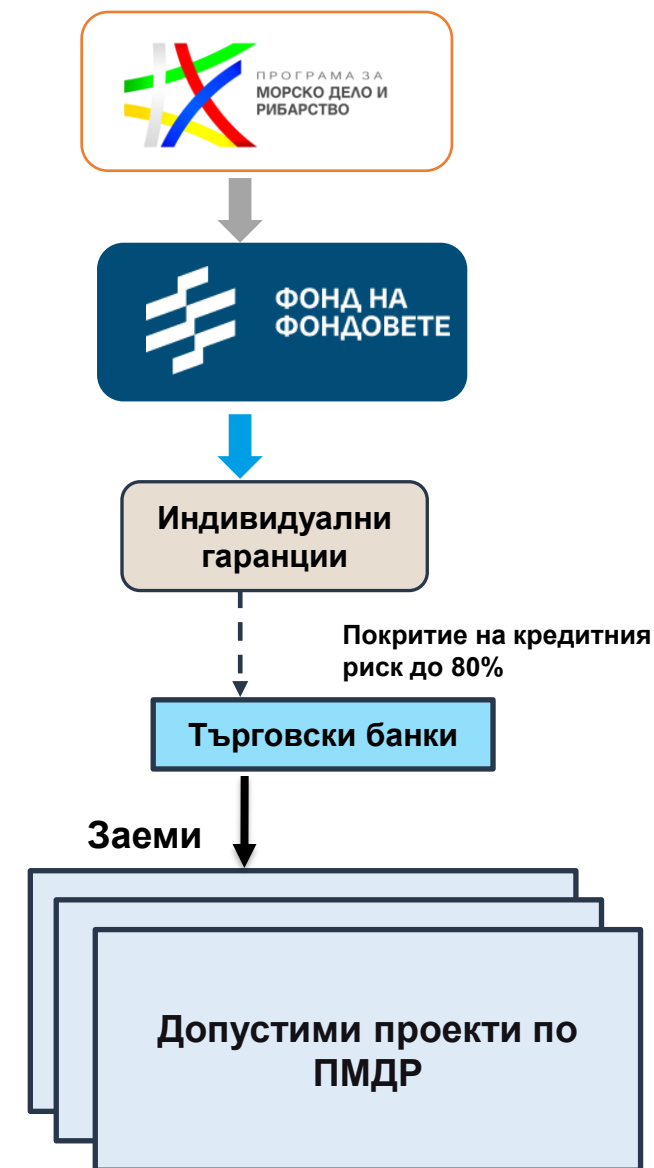 ПРОГРАМА ЗА
МОРСКО ДЕЛО И
РИБАРСТВО
ФОНД НА
ФОНДОВЕТЕ
Индивидуални
гаранции
Покритие на кредитния
риск до 80%
Търговски банки
Заеми
Допустими проекти по
ПМДР